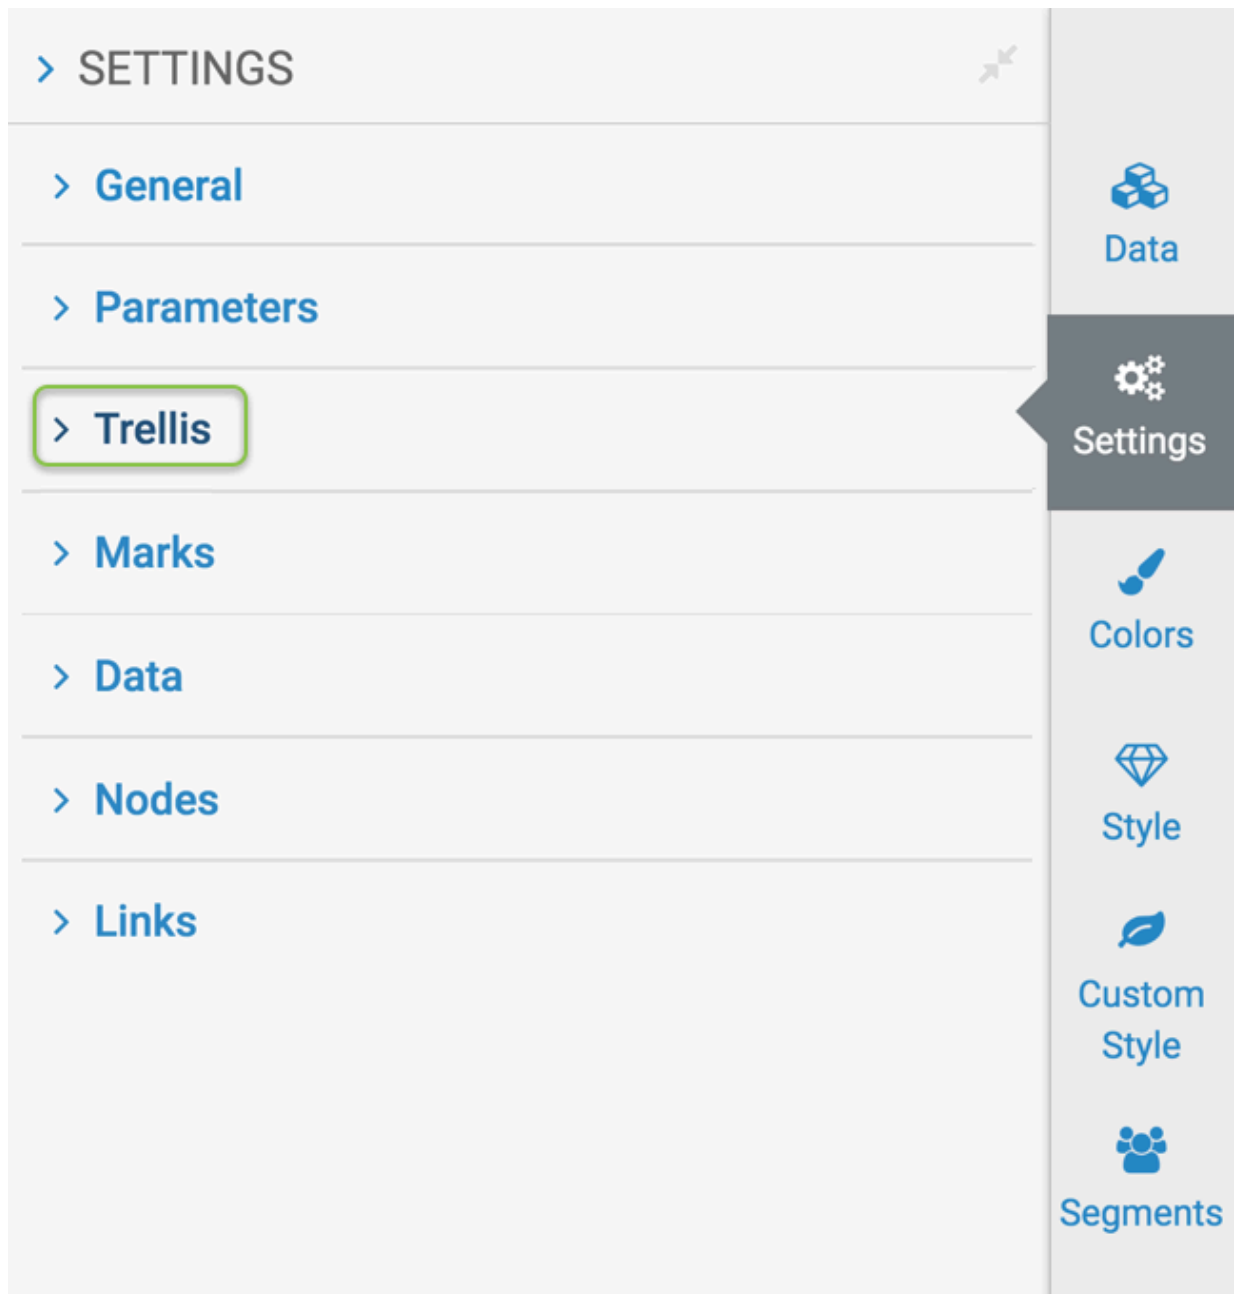 SETTINGS
General
Parameters
Trellis
Marks
Data
Nodes
Links
Data
Settings
Colors
Style
Custom
Style
Segments